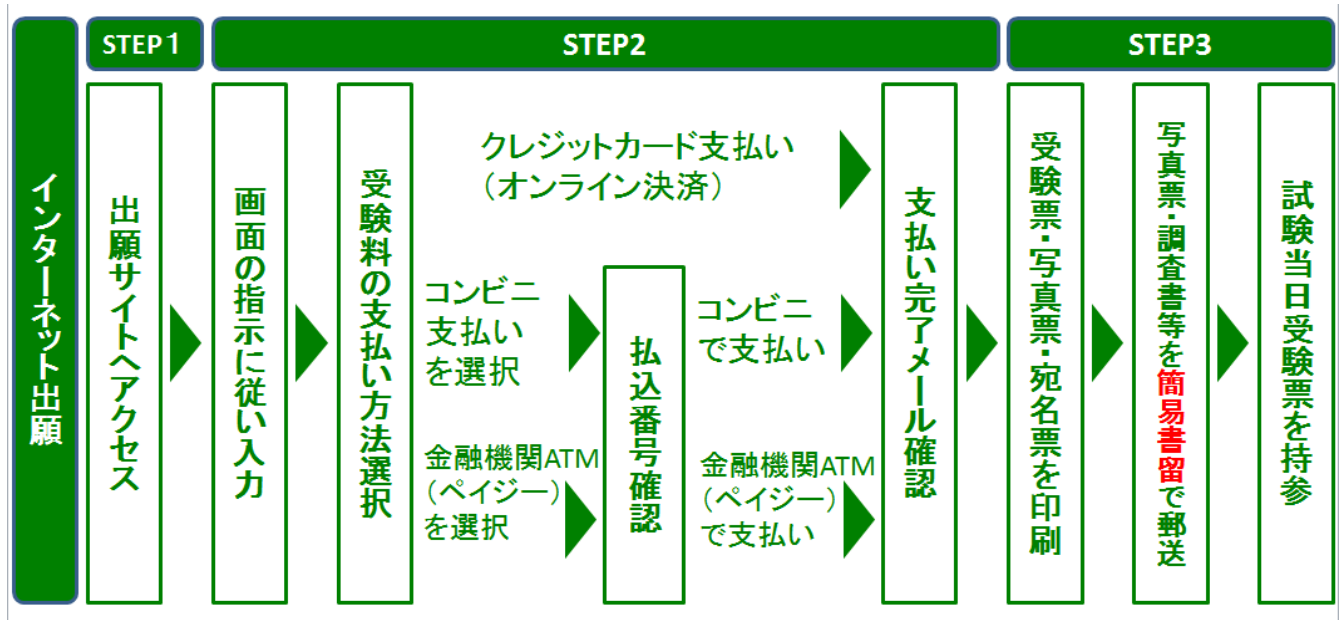 インターネット出願
STEP1
STEP2
STEP3
出願サイトへアクセス
画面の指示に従い入力
受験料の支払い方法選択
クレジットカード支払い
（オンライン決済）
コンビニ
支払い
を選択
金融機関ATM
（ペイジー）
を選択
払込番号確認
コンビニ
で支払い
金融機関ATM
（ペイジー）
で支払い
支払い完了メール確認
受験票・写真票・宛名票を印刷
写真票・調査書等を簡易書留で郵送
試験当日受験票を持参